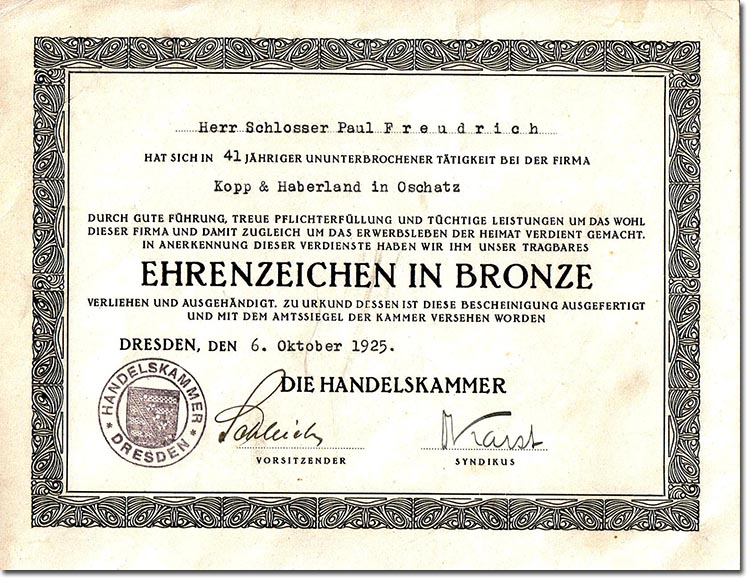 Herr Schlosser Paul Freudrich
HAT SICH IN 41 JÄHRIGER UNUNTERBROCHENER TÄTIGKEIT BEI DER FIRMA
Kopp & Haberland in Oschatz
DURCH GUTE FÜHRUNG, TREUE PFLICHTERFÜLLUNG UND TÜCHTIGE LEISTUNGEN UM DAS WOHL
DIESER FIRMA UND DAMIT ZUGLEICH UM DAS ERWERBSLEBEN DER HEIMAT VERDIENT GEMACHT.
IN ANERKENNUNG DIESER VERDIENSTE HABEN WIR IHM UNSER TRAGBARES
EHRENZEICHEN IN BRONZE
VERLIEHEN UND AUSGEHÄNDIGT. ZU URKUND DESSEN IST DIESE BESCHEINIGUNG AUSGEFERTIGT
UND MIT DEM AMTSSIEGEL DER KAMMER VERSEHEN WORDEN
DRESDEN, DEN 6. Oktober 1925.
DIE HANDELSKAMMER
* HANDELSKAMMER * DRESDEN
Schleich
Karst
VORSITZENDER
SYNDIKUS